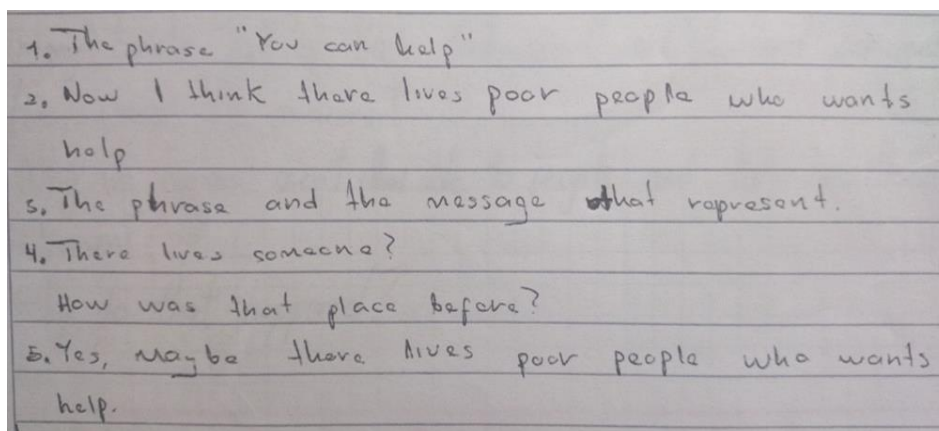 1. The phrase "You can help"
2. Now I think there lives poor people who wants
help
3. The phrase and the message that represent.
4. There lives someone?
How was that place before?
5. Yes, maybe there lives poor people who wants
help.